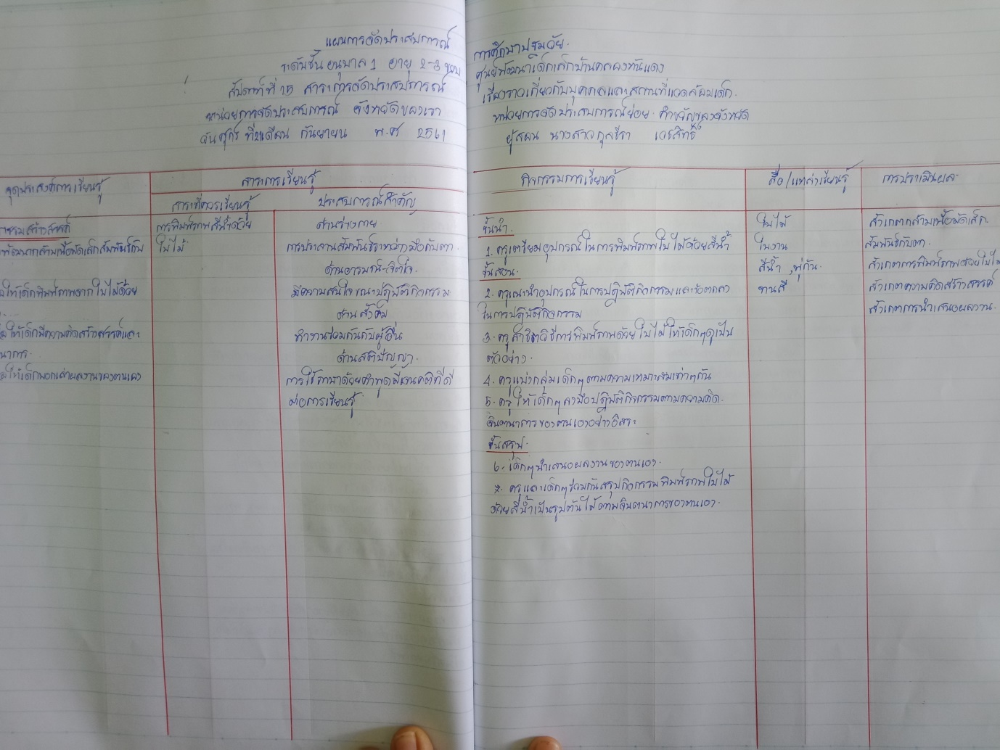 แผนการจัดประสบการณ์
ระดับชั้นอนุบาล 1 อายุ 2-3 ขวบ
สัปดาห์ที่ 15 สาระการจัดประสบการณ์
หน่วยการจัดประสบการณ์ จังหวัดของเรา
วันศุกร์ ที่ เดือน กันยายน พ.ศ 2561
การศึกษาปฐมวัย
ศูนย์พัฒนาเด็กเล็กบ้านคลองหันแดง
เรื่องราวเกี่ยวกับบุคคลและสถานที่แวดล้อมเด็ก
หน่วยการจัดประสบการณ์ย่อย คำขวัญของจังหวัด
ผู้สอน นางสาวกุลธีรา
จุดประสงค์การเรียนรู้
สาระการเรียนรู้
สาระที่ควรเรียนรู้
ประสบการณ์สำคัญ
กิจกรรมการเรียนรู้
สื่อ/แหล่งเรียนรู้
การประเมินผล
กรรมสร้างสรรค์
พัฒนากล้ามเนื้อมัดเล็กสัมพันธ์กับ
ให้เด็กพิมพ์ภาพจากใบไม้ด้วย
ให้เด็กมีความคิดสร้างสรรค์และ
นาการ
ให้เด็กบอกเล่าผลงานของตนเอง
การพิมพ์ภาพสีน้ำด้วย
ใบไม้
ด้านร่างกาย
การประสานสัมพันธ์ระหว่างมือกับตา
ด้านอารมณ์-จิตใจ
มีความสนใจขณะปฏิบัติกิจกรรม
ด้านสังคม
ทำงานร่วมกันกับผู้อื่น
ด้านสติปัญญา
การใช้ภาษาด้วยคำพูดมีเจนคติที่ดี
ต่อการเรียนรู้
ขั้นนำ
1. ครูเตรียมอุปกรณ์ในการพิมพ์ภาพใบไม้ด้วยสีน้ำ
ขั้นสอน
2. ครูแนะนำอุปกรณ์ในการปฏิบัติกิจกรรมและข้อตกลง
ในการปฏิบัติกิจกรรม
3. ครูสาธิตวิธีการพิมพ์ภาพด้วยใบไม้ให้เด็กๆดูเป็น
ตัวอย่าง
4. ครูแบ่งกลุ่มเด็กๆตามความเหมาะสมเท่าๆกัน
5. ครูให้เด็กๆลงมือปฏิบัติกิจกรรมตามความคิด
จินตนาการของตนเองอย่างอิสระ
ขั้นสรุป
6. เด็กๆนำเสนอผลงานของตนเอง
7. ครูและเด็กๆช่วยกันสรุปกิจกรรมพิมพ์ภาพใบไม้
ด้วยสีน้ำเป็นรูปต้นไม้ตามจินตนาการของตนเอง
ใบไม้
ใบงาน
สีน้ำ ,พู่กัน
จานสี
สังเกตกล้ามเนื้อมัดเล็ก
สัมพันธ์กับตา
สังเกตการพิมพ์ภาพด้วยใบไม้
สังเกตความคิดสร้างสรรค์
สังเกตการนำเสนอผลงาน